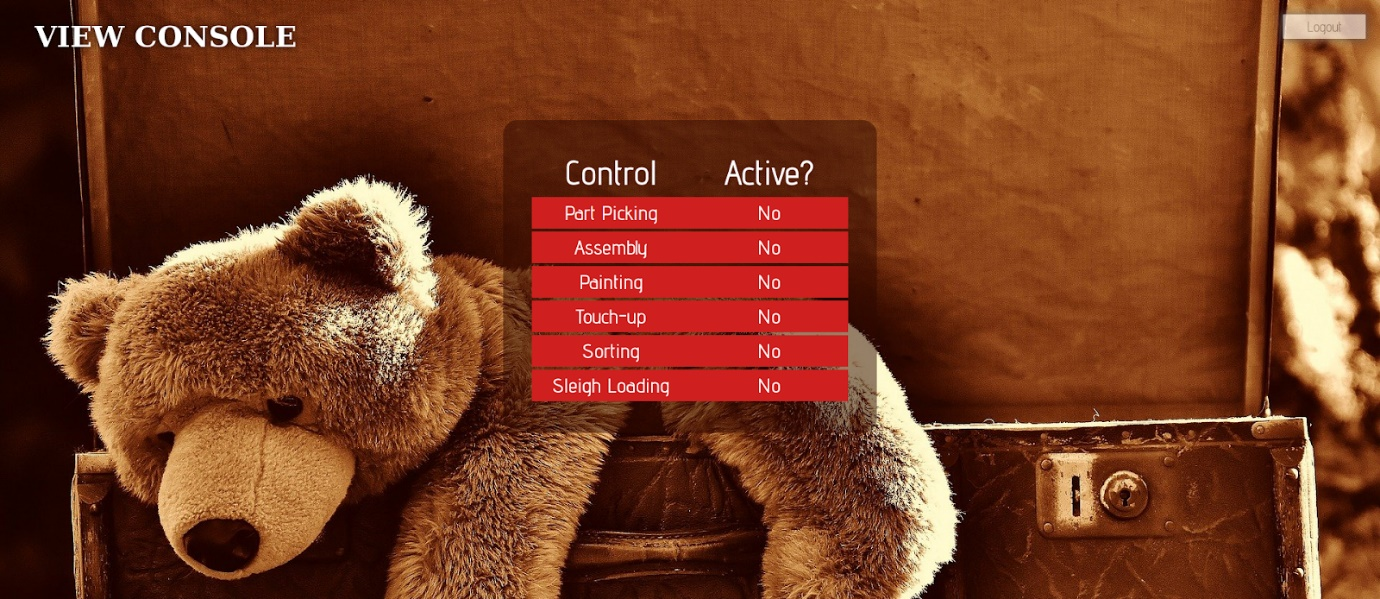 VIEW CONSOLE
Logout
Control Active?
Part Picking No
Assembly No
Painting No
Touch-up No
Sorting No
Sleigh Loading No